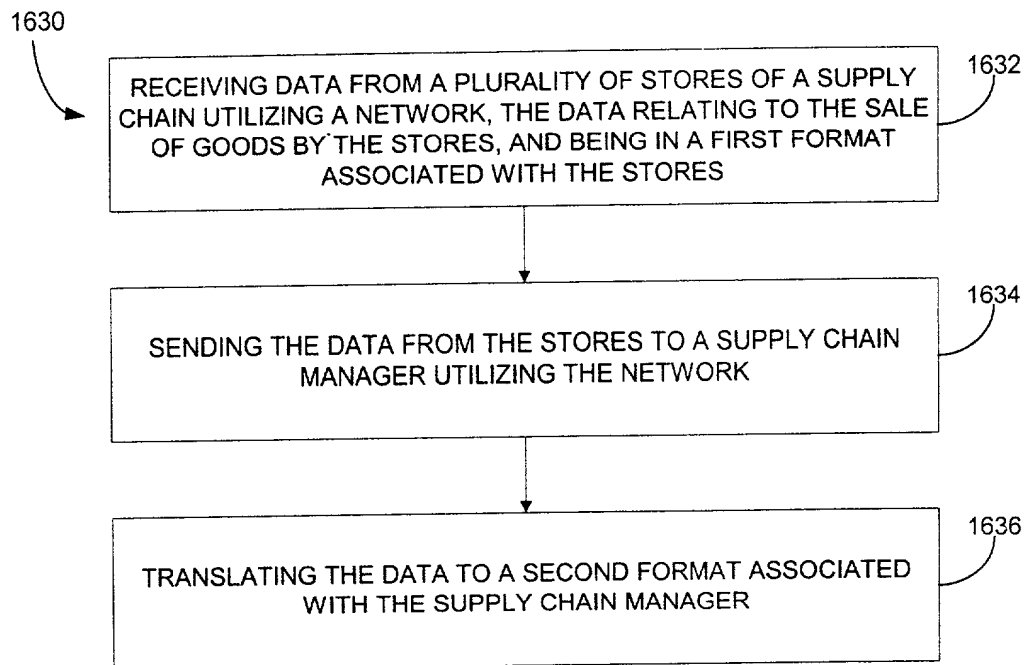 1630
1632
RECEIVING DATA FROM A PLURALITY OF STORES OF A SUPPLY
CHAIN UTILIZING A NETWORK, THE DATA RELATING TO THE SALE
OF GOODS BY THE STORES, AND BEING IN A FIRST FORMAT
ASSOCIATED WITH THE STORES
1634
SENDING THE DATA FROM THE STORES TO A SUPPLY CHAIN
MANAGER UTILIZING THE NETWORK
1636
TRANSLATING THE DATA TO A SECOND FORMAT ASSOCIATED
WITH THE SUPPLY CHAIN MANAGER